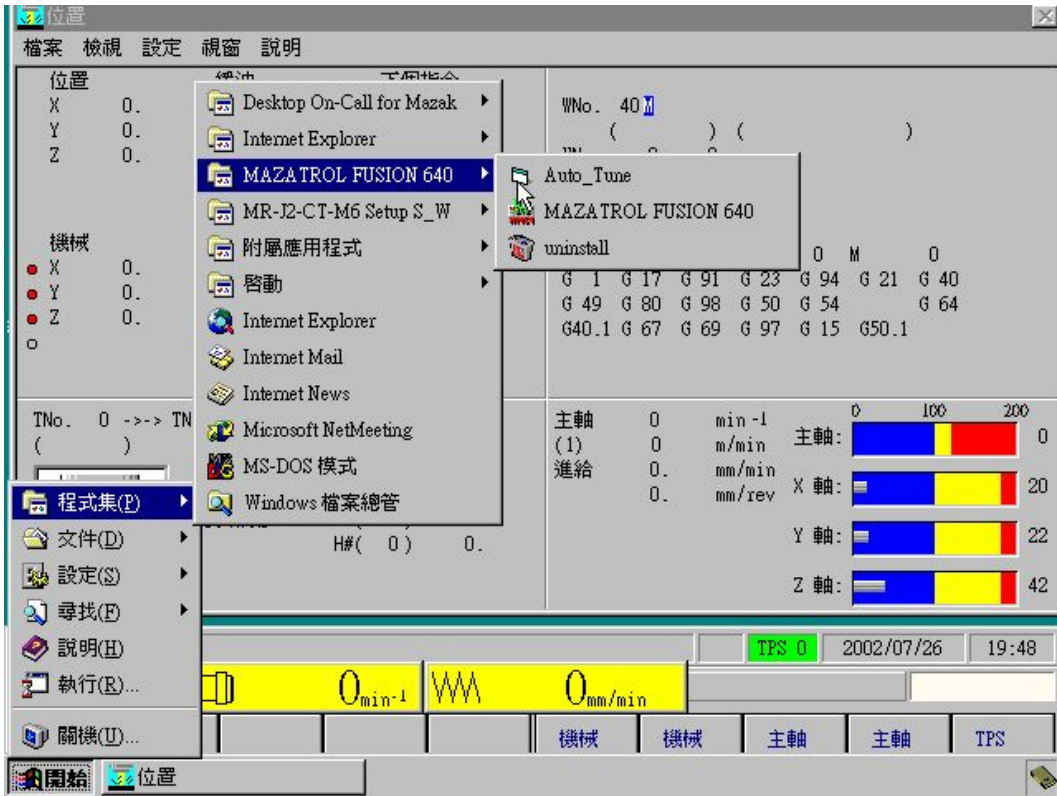 位置
檔案 檢視 設定 視窗 說明
位置
X 0.
Y 0.
Z 0.
機械
X 0.
Y 0.
Z 0.
WNo. 40
( ) ( )
0 M 0
G 1 G 17 G 91 G 23 G 94 G 21 G 40
G 49 G 80 G 98 G 50 G 54 G 64
G40.1 G 67 G 69 G 97 G 15 G50.1
Desktop On-Call for Mazak
Internet Explorer
MAZATROL FUSION 640
MR-J2-CT-M6 Setup S_W
附屬應用程式
啓動
Internet Explorer
Internet Mail
Internet News
Microsoft NetMeeting
MS-DOS 模式
Windows 檔案總管
Auto_Tune
MAZATROL FUSION 640
uninstall
TNo. 0 ->-> TN
( )
H#( 0) 0.
主軸 0 min -1
(1) 0 m/min
進給 0. mm/min
0. mm/rev
0 100 200
主軸: 0
X 軸: 20
Y 軸: 22
Z 軸: 42
程式集(P)
文件(D)
設定(S)
尋找(F)
說明(H)
執行(R)...
關機(U)...
TPS 0 2002/07/26 19:48
0 min-1 0 mm/min
機械 機械 主軸 主軸 TPS
開始 位置